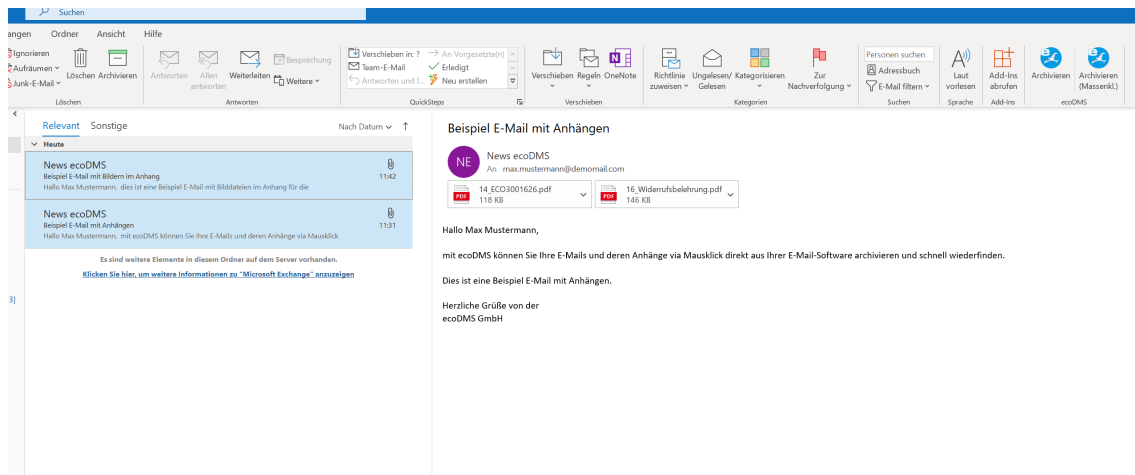 Suchen
angen Ordner Ansicht Hilfe
Ignorieren
Aufräumen
Junk-E-Mail
Löschen Archivieren
Löschen
Antworten Allen antworten Weiterleiten
Besprechung
Weitere
Antworten
Verschieben in: ? An Vorgesetzte(n)
Team-E-Mail Erledigt
Antworten und l... Neu erstellen
QuickSteps
Verschieben Regeln OneNote
Verschieben
Richtlinie zuweisen Ungelesen/ Gelesen Kategorisieren Zur Nachverfolgung
Kategorien
Personen suchen
Adressbuch
E-Mail filtern
Suchen
Laut vorlesen
Sprache
Add-Ins abrufen
Add-Ins
Archivieren Archivieren (Massenkl.)
ecoDMS
Relevant Sonstige Nach Datum
Heute
News ecoDMS
Beispiel E-Mail mit Bildern im Anhang 11:42
Hallo Max Mustermann, dies ist eine Beispiel E-Mail mit Bilddateien im Anhang für die
News ecoDMS
Beispiel E-Mail mit Anhängen 11:31
Hallo Max Mustermann, mit ecoDMS können Sie Ihre E-Mails und deren Anhänge via Mausklick
Es sind weitere Elemente in diesem Ordner auf dem Server vorhanden.
Klicken Sie hier, um weitere Informationen zu "Microsoft Exchange" anzuzeigen
3]
Beispiel E-Mail mit Anhängen
NE
News ecoDMS
An max.mustermann@demomail.com
PDF 14_ECO3001626.pdf
118 KB
PDF 16_Widerrufsbelehrung.pdf
146 KB
Hallo Max Mustermann,
mit ecoDMS können Sie Ihre E-Mails und deren Anhänge via Mausklick direkt aus Ihrer E-Mail-Software archivieren und schnell wiederfinden.
Dies ist eine Beispiel E-Mail mit Anhängen.
Herzliche Grüße von der
ecoDMS GmbH